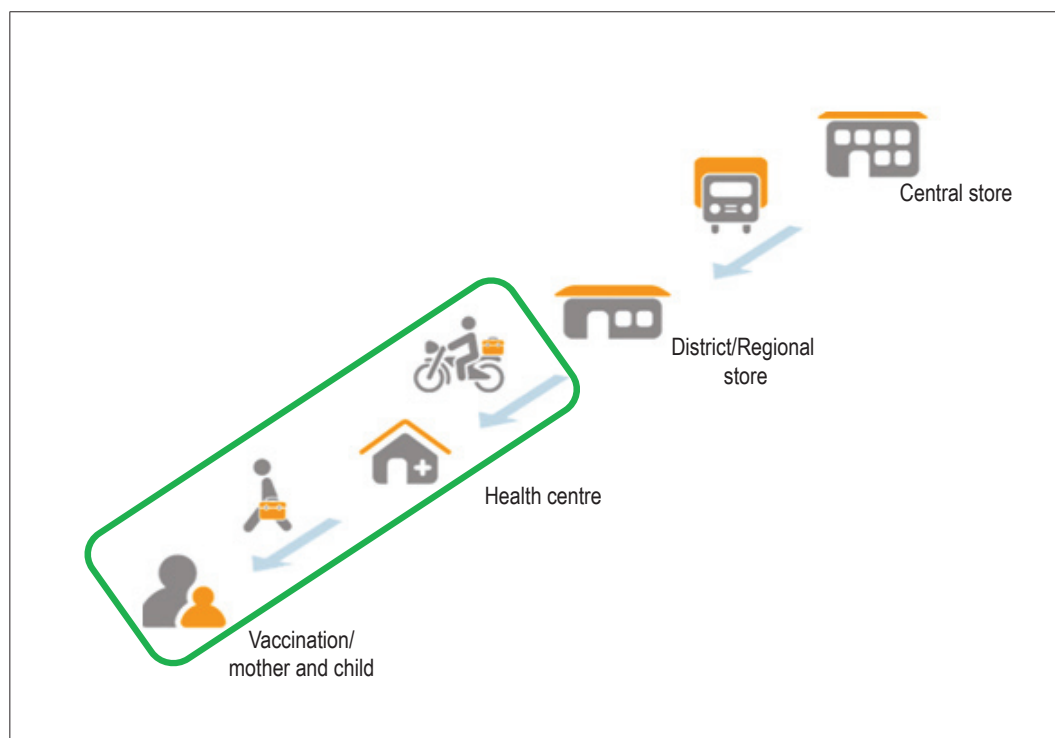 Central store
District/Regional
store
Health centre
Vaccination/
mother and child